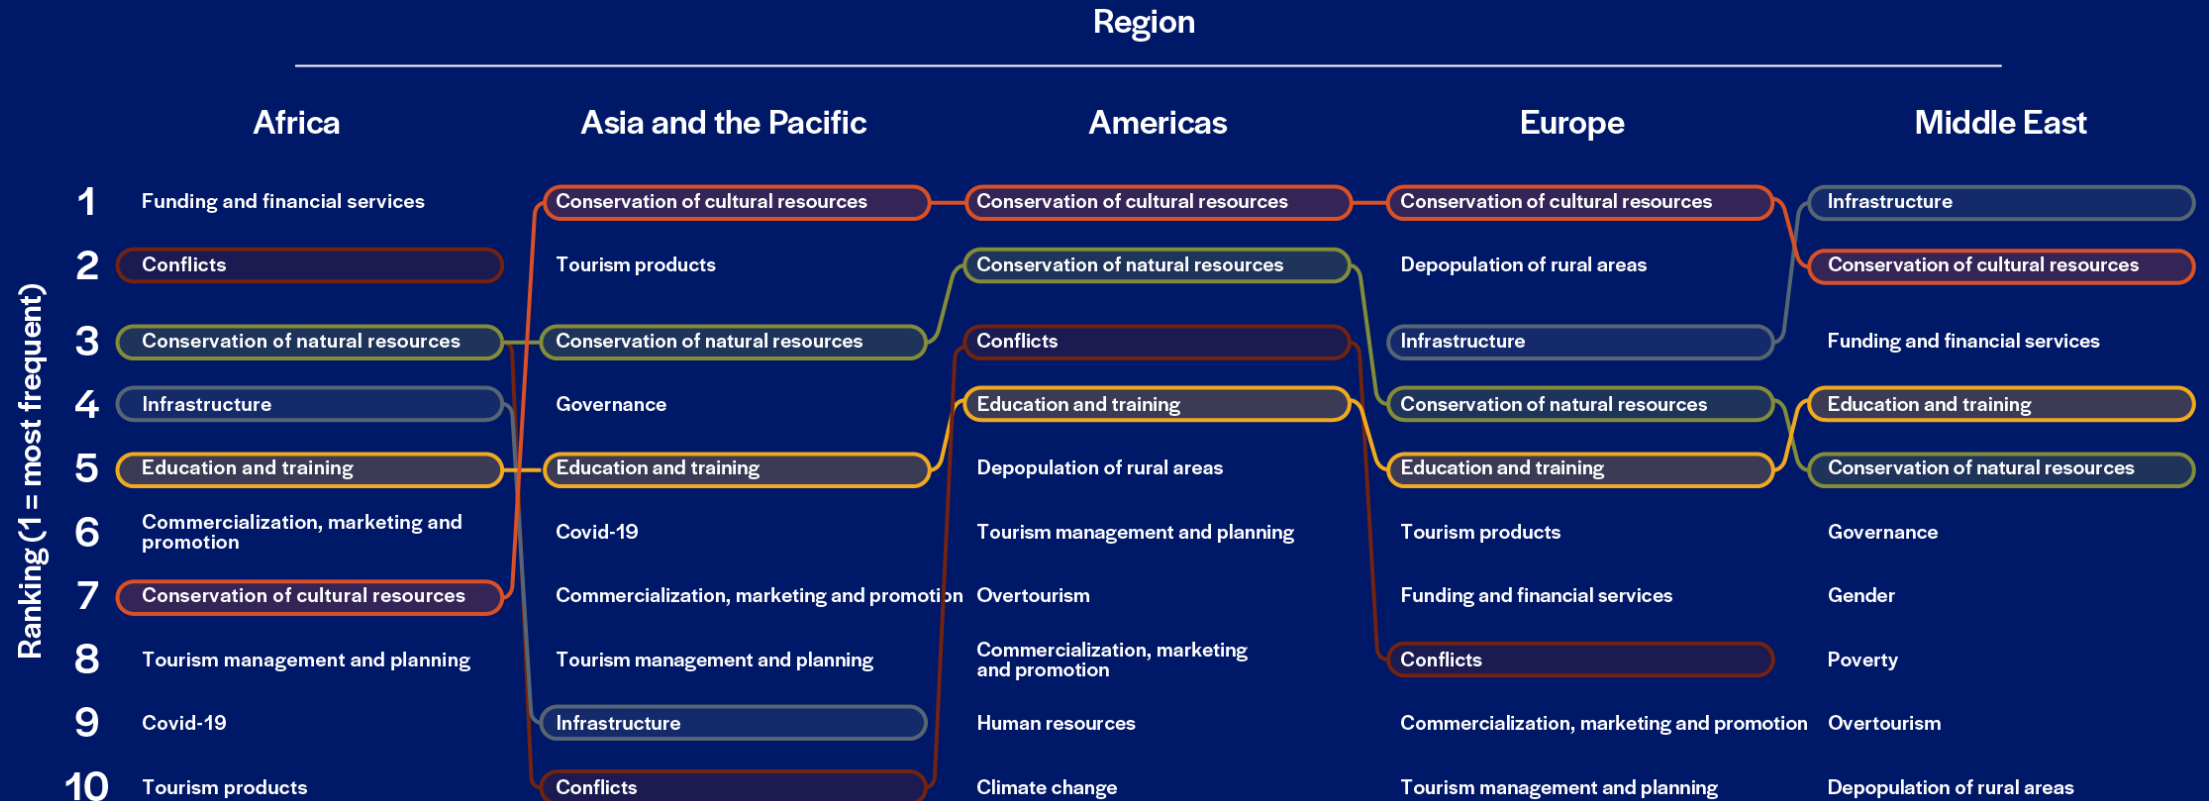 Region
Africa
Asia and the Pacific
Americas
Europe
Middle East
Ranking (1 = most frequent)
1
Funding and financial services
Conservation of cultural resources
Conservation of cultural resources
Conservation of cultural resources
Infrastructure
2
Conflicts
Tourism products
Conservation of natural resources
Depopulation of rural areas
Conservation of cultural resources
3
Conservation of natural resources
Conservation of natural resources
Conflicts
Infrastructure
Funding and financial services
4
Infrastructure
Governance
Education and training
Conservation of natural resources
Education and training
5
Education and training
Education and training
Depopulation of rural areas
Education and training
Conservation of natural resources
6
Commercialization, marketing and
promotion
Covid-19
Tourism management and planning
Tourism products
Governance
7
Conservation of cultural resources
Commercialization, marketing and promotion
Overtourism
Funding and financial services
Gender
8
Tourism management and planning
Tourism management and planning
Commercialization, marketing
and promotion
Conflicts
Poverty
9
Covid-19
Infrastructure
Human resources
Commercialization, marketing and promotion
Overtourism
10
Tourism products
Conflicts
Climate change
Tourism management and planning
Depopulation of rural areas